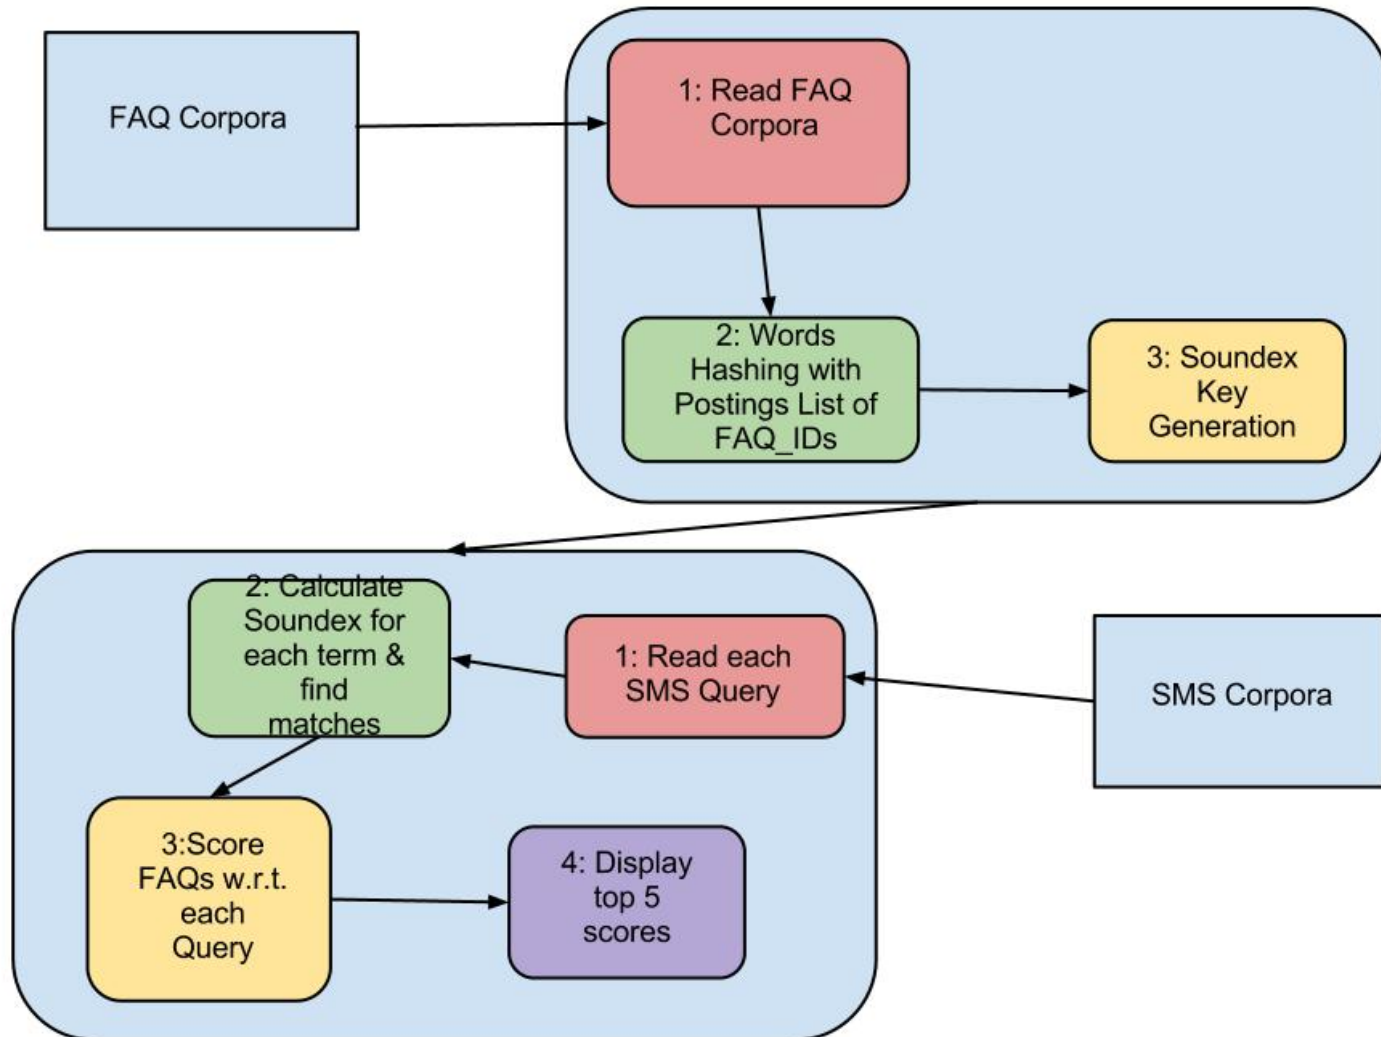 FAQ Corpora
1: Read FAQ
Corpora
2: Words
Hashing with
Postings List of
FAQ_IDs
3: Soundex
Key
Generation
2: Calculate
Soundex for
each term &
find
matches
1: Read each
SMS Query
SMS Corpora
3:Score
FAQs w.r.t.
each
Query
4: Display
top 5
scores